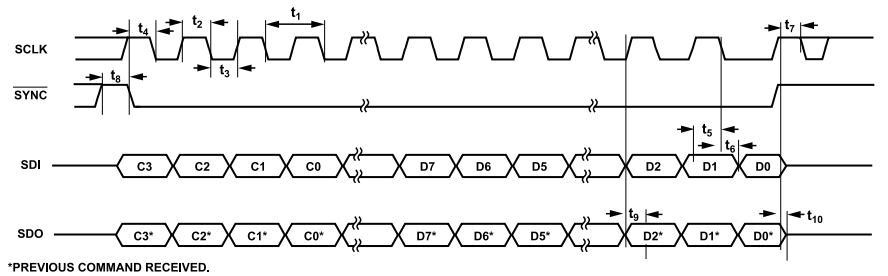 t4 t2 t1 t7
SCLK
t3
t8
SYNC
t5
t6
SDI C3 C2 C1 C0 D7 D6 D5 D2 D1 D0
t9 t10
SDO C3* C2* C1* C0* D7* D6* D5* D2* D1* D0*
*PREVIOUS COMMAND RECEIVED.